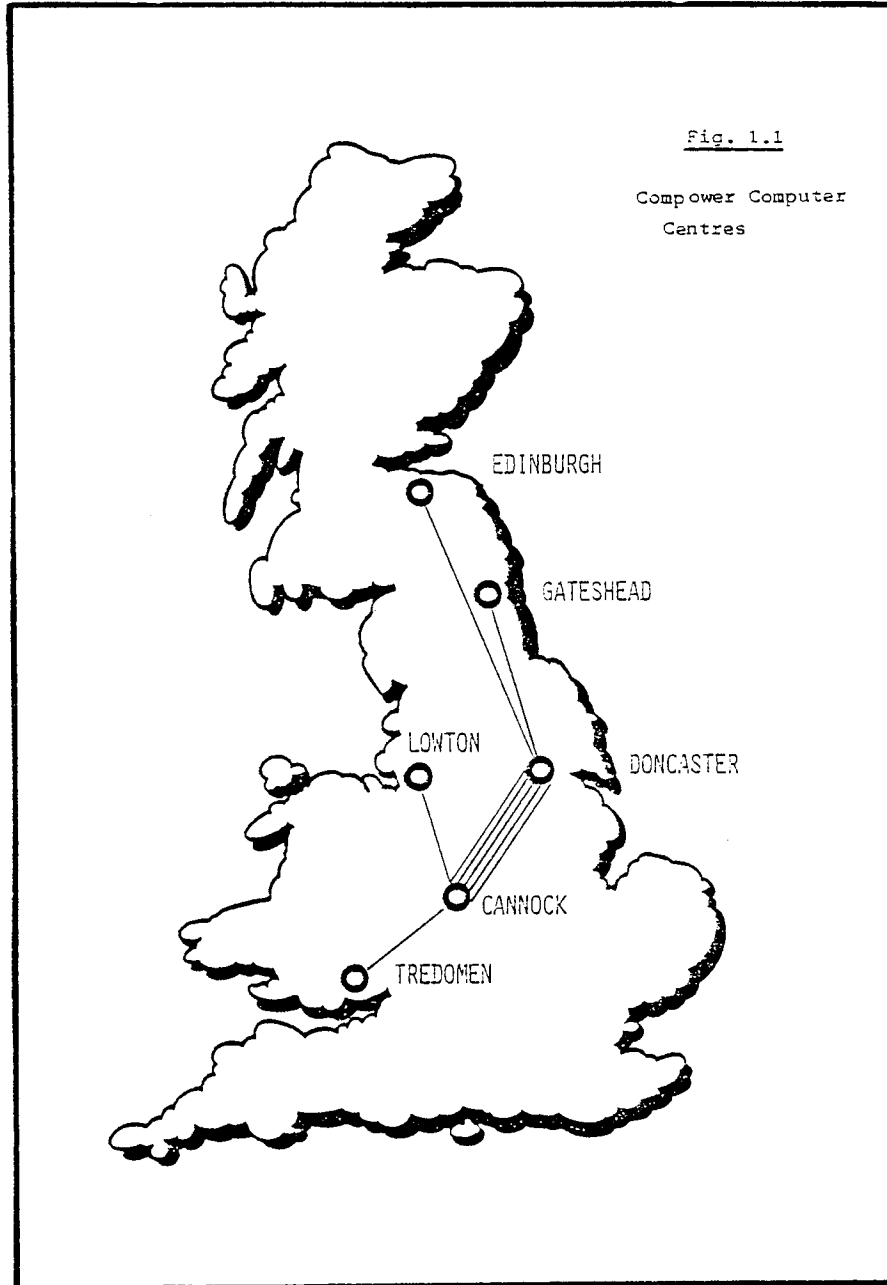 Fig. 1.1
Compower Computer
Centres
EDINBURGH
GATESHEAD
LOWTON
DONCASTER
CANNOCK
TREDOMEN